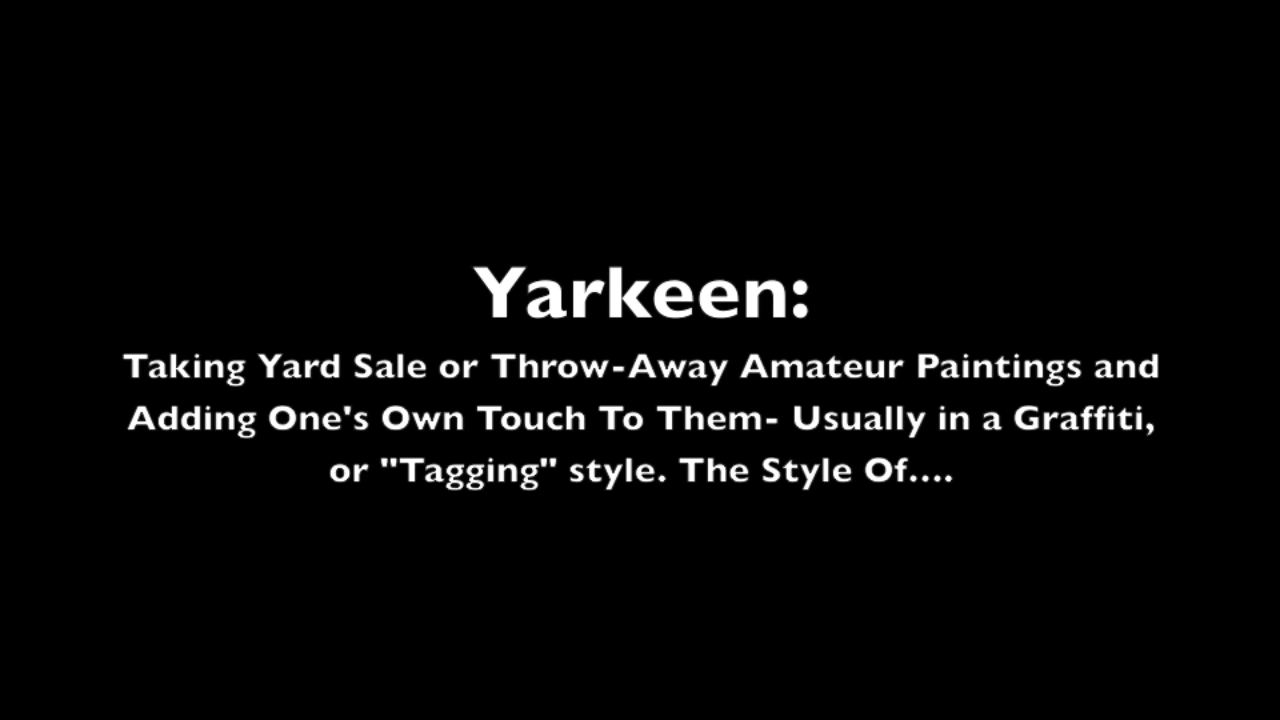 Yarkeen:
Taking Yard Sale or Throw-Away Amateur Paintings and
Adding One's Own Touch To Them- Usually in a Graffiti,
or "Tagging" style. The Style Of....